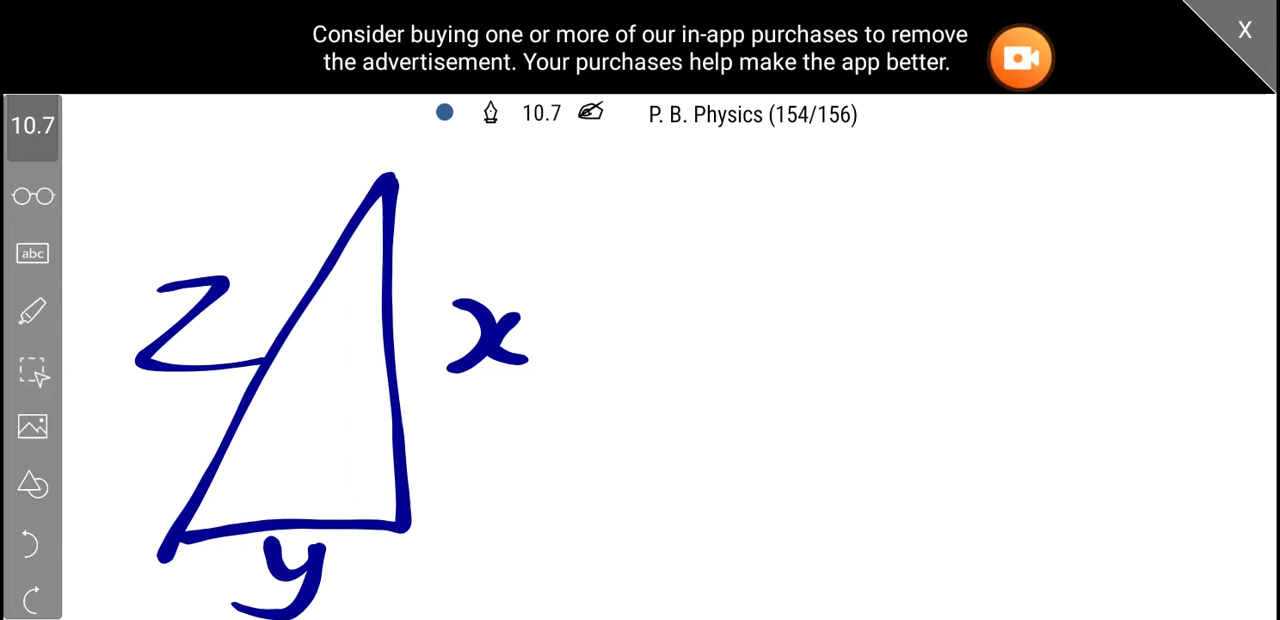 Consider buying one or more of our in-app purchases to remove
the advertisement. Your purchases help make the app better.
X
10.7
10.7 P. B. Physics (154/156)
abc
z
x
y